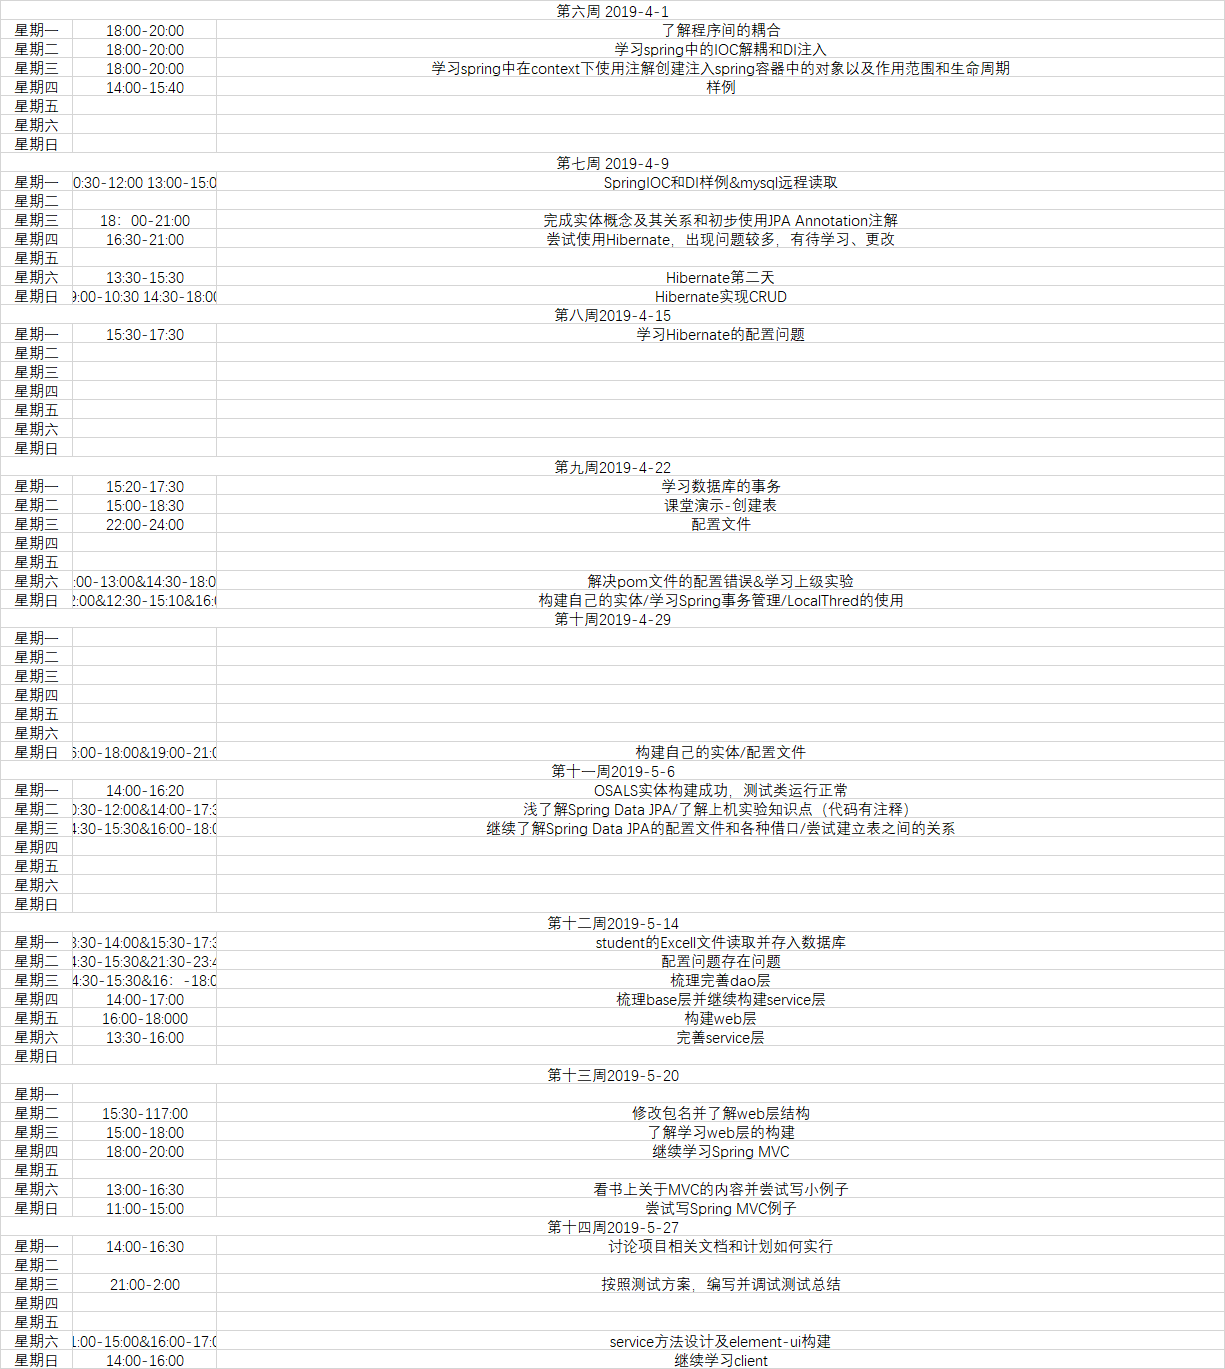 第六周 2019-4-1
星期一 18:00-20:00 了解程序间的耦合
星期二 18:00-20:00 学习spring中的IOC解耦和DI注入
星期三 18:00-20:00 学习spring中在context下使用注解创建注入spring容器中的对象以及作用范围和生命周期
星期四 14:00-15:40 样例
星期五
星期六
星期日
第七周 2019-4-9
星期一 0:30-12:00 13:00-15:0 SpringIOC和DI样例&mysql远程读取
星期二
星期三 18：00-21:00 完成实体概念及其关系和初步使用JPA Annotation注解
星期四 16:30-21:00 尝试使用Hibernate，出现问题较多，有待学习、更改
星期五
星期六 13:30-15:30 Hibernate第二天
星期日 9:00-10:30 14:30-18:00 Hibernate实现CRUD
第八周2019-4-15
星期一 15:30-17:30 学习Hibernate的配置问题
星期二
星期三
星期四
星期五
星期六
星期日
第九周2019-4-22
星期一 15:20-17:30 学习数据库的事务
星期二 15:00-18:30 课堂演示-创建表
星期三 22:00-24:00 配置文件
星期四
星期五
星期六 :00-13:00&14:30-18:0 解决pom文件的配置错误&学习上级实验
星期日 2:00&12:30-15:10&16:0 构建自己的实体/学习Spring事务管理/LocalThred的使用
第十周2019-4-29
星期一
星期二
星期三
星期四
星期五
星期六
星期日 6:00-18:00&19:00-21:0 构建自己的实体/配置文件
第十一周2019-5-6
星期一 14:00-16:20 OSALS实体构建成功，测试类运行正常
星期二 0:30-12:00&14:00-17:3 浅了解Spring Data JPA/了解上机实验知识点（代码有注释）
星期三 4:30-15:30&16:00-18:0 继续了解Spring Data JPA的配置文件和各种借口/尝试建立表之间的关系
星期四
星期五
星期六
星期日
第十二周2019-5-14
星期一 3:30-14:00&15:30-17:3 student的Excell文件读取并存入数据库
星期二 4:30-15:30&21:30-23:4 配置问题存在问题
星期三 4:30-15:30&16：-18:0 梳理完善dao层
星期四 14:00-17:00 梳理base层并继续构建service层
星期五 16:00-18:000 构建web层
星期六 13:30-16:00 完善service层
星期日
第十三周2019-5-20
星期一
星期二 15:30-117:00 修改包名并了解web层结构
星期三 15:00-18:00 了解学习web层的构建
星期四 18:00-20:00 继续学习Spring MVC
星期五
星期六 13:00-16:30 看书上关于MVC的内容并尝试写小例子
星期日 11:00-15:00 尝试写Spring MVC例子
第十四周2019-5-27
星期一 14:00-16:30 讨论项目相关文档和计划如何实行
星期二
星期三 21:00-2:00 按照测试方案，编写并调试测试总结
星期四
星期五
星期六 1:00-15:00&16:00-17:0 service方法设计及element-ui构建
星期日 14:00-16:00 继续学习client